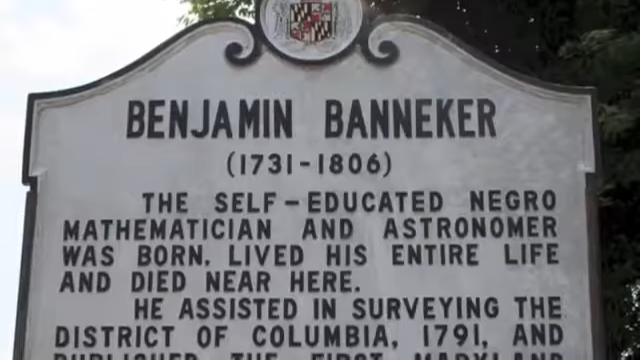 BENJAMIN BANNEKER
(1731-1806)
THE SELF-EDUCATED NEGRO
MATHEMATICIAN AND ASTRONOMER
WAS BORN, LIVED HIS ENTIRE LIFE
AND DIED NEAR HERE.
HE ASSISTED IN SURVEYING THE
DISTRICT OF COLUMBIA, 1791, AND
PUBLISHED THE FIRST